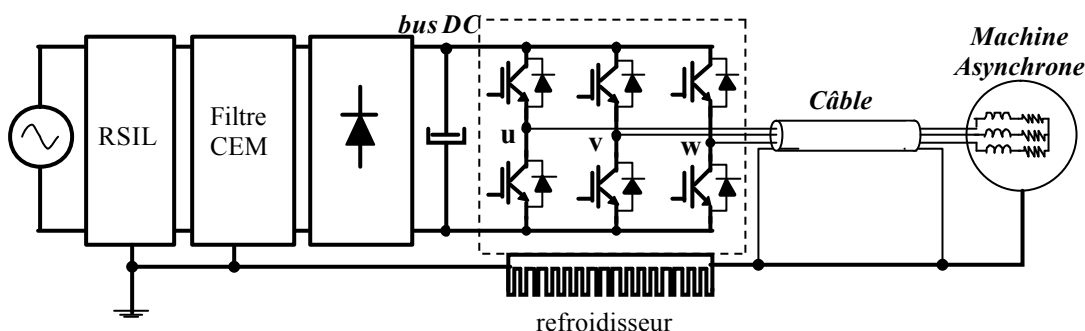 bus DC
Machine
Asynchrone
Câble
RSIL
Filtre
CEM
u
v
w
refroidisseur